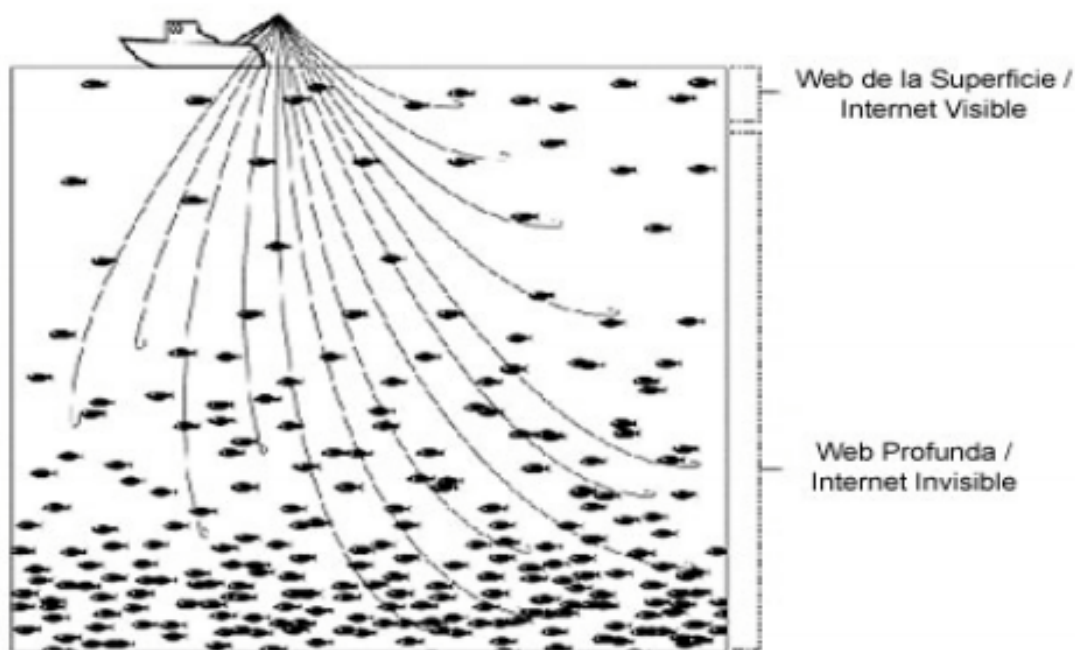 Web de la Superficie /
Internet Visible
Web Profunda /
Internet Invisible